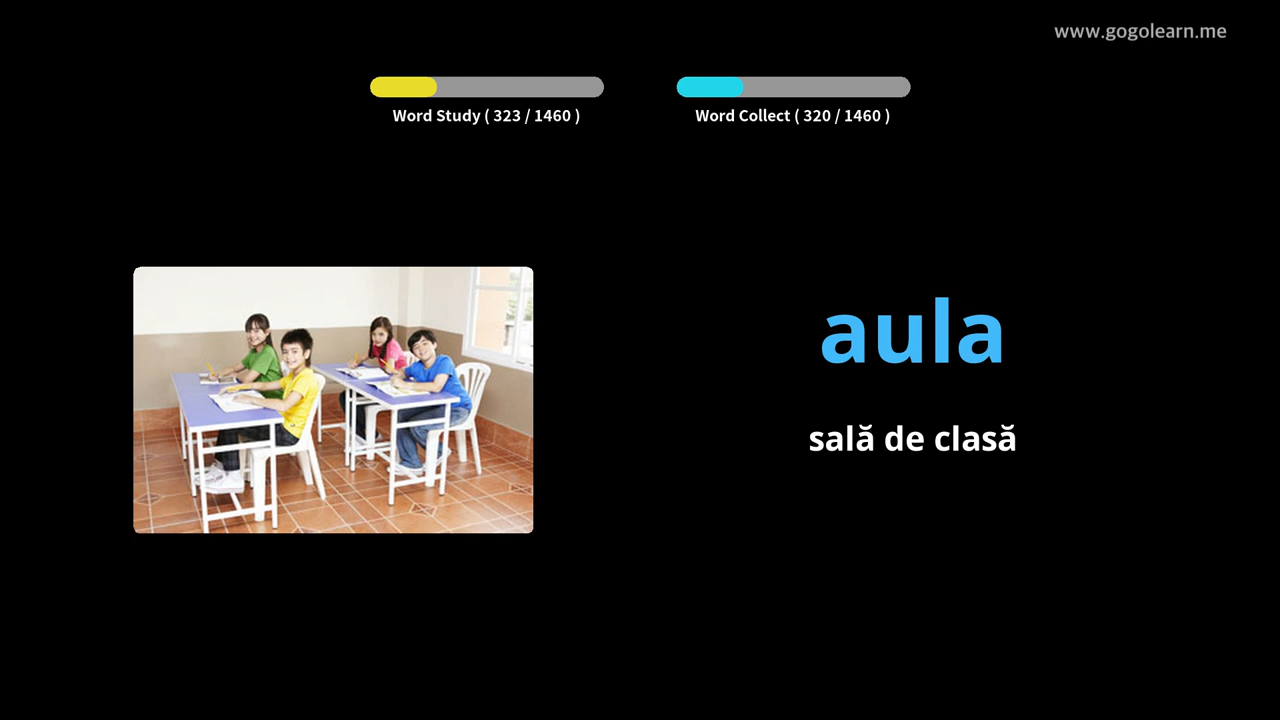 www.gogolearn.me
Word Study ( 323 / 1460 )
Word Collect ( 320 / 1460 )
aula
sală de clasă